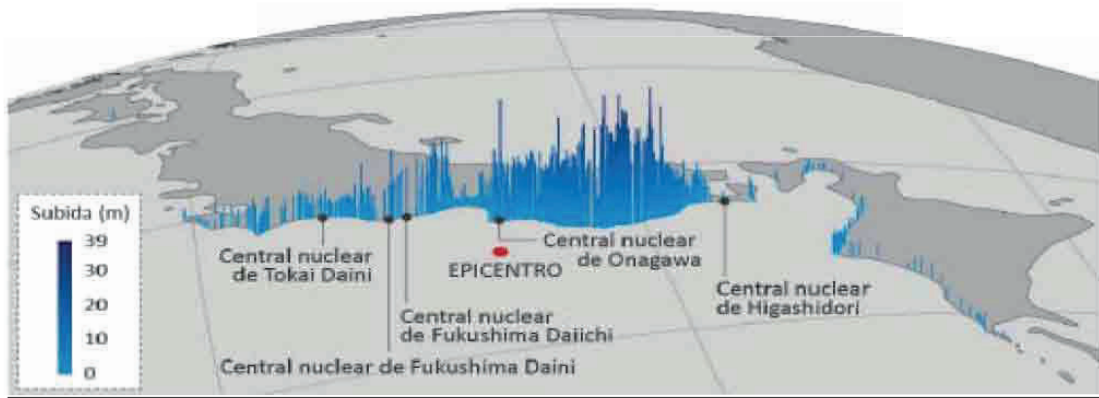 Subida (m)
39
30
20
10
0
Central nuclear
de Tokai Daini
EPICENTRO
Central nuclear
de Onagawa
Central nuclear
de Higashidori
Central nuclear
de Fukushima Daiichi
Central nuclear de Fukushima Daini